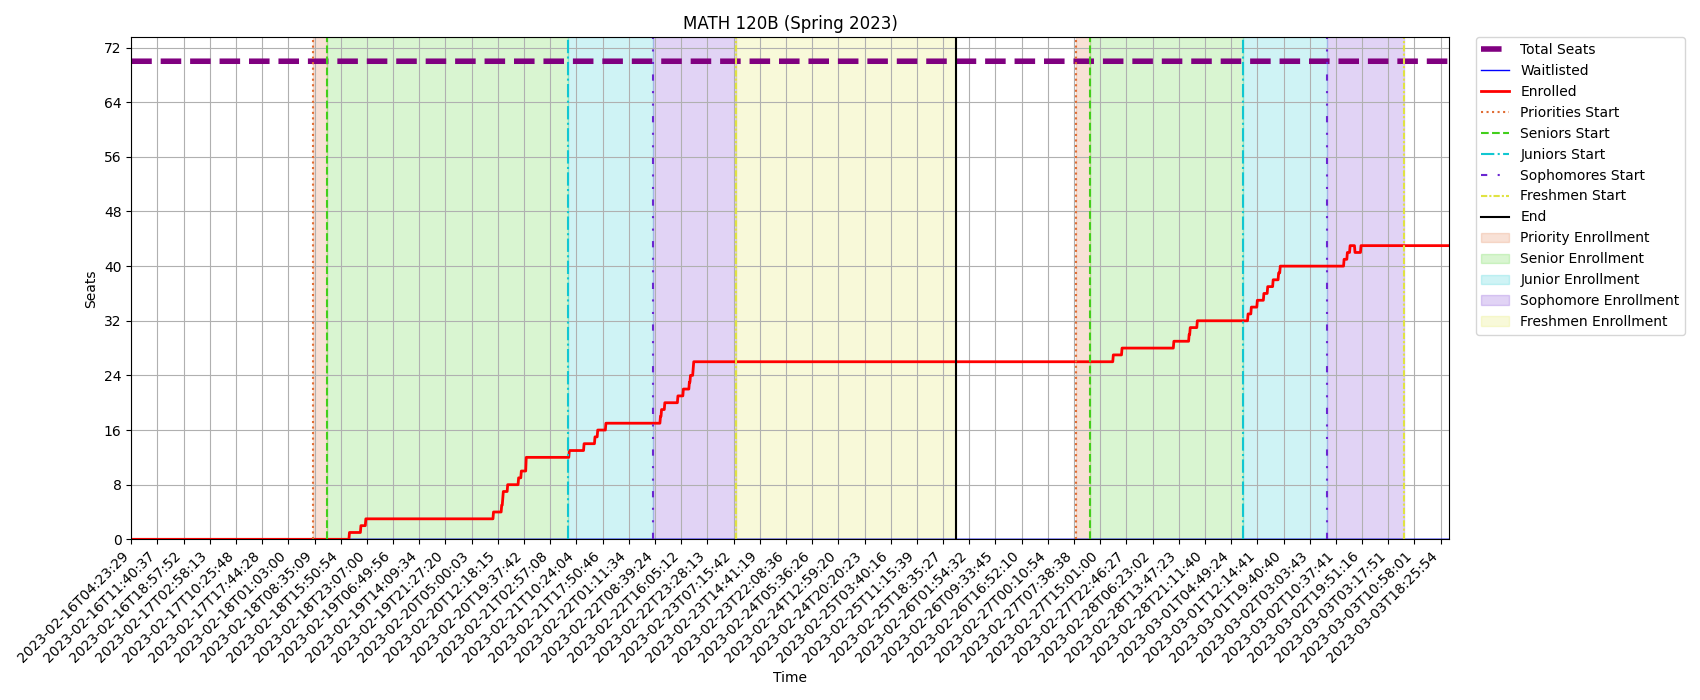 MATH 120B (Spring 2023)
Seats
72
64
56
48
40
32
24
16
8
0
2023-02-16T04:23:29
2023-02-16T11:40:37
2023-02-16T18:57:52
2023-02-17T02:58:13
2023-02-17T10:25:48
2023-02-17T17:44:28
2023-02-18T01:03:00
2023-02-18T08:35:09
2023-02-18T15:50:54
2023-02-18T23:07:00
2023-02-19T06:49:56
2023-02-19T14:09:34
2023-02-19T21:27:20
2023-02-20T05:00:03
2023-02-20T12:18:15
2023-02-20T19:37:42
2023-02-21T02:57:08
2023-02-21T10:24:04
2023-02-21T17:50:46
2023-02-22T01:11:34
2023-02-22T08:39:24
2023-02-22T16:05:12
2023-02-22T23:28:13
2023-02-23T07:15:42
2023-02-23T14:41:19
2023-02-23T22:08:36
2023-02-24T05:36:26
2023-02-24T12:59:20
2023-02-24T20:20:23
2023-02-25T03:40:16
2023-02-25T11:15:39
2023-02-25T18:35:27
2023-02-26T01:54:32
2023-02-26T09:33:45
2023-02-26T16:52:10
2023-02-27T00:10:54
2023-02-27T07:38:38
2023-02-27T15:01:00
2023-02-27T22:46:27
2023-02-28T06:23:02
2023-02-28T13:47:23
2023-02-28T21:11:40
2023-03-01T04:49:24
2023-03-01T12:14:41
2023-03-01T19:40:40
2023-03-02T03:03:43
2023-03-02T10:37:41
2023-03-02T19:51:16
2023-03-03T03:17:51
2023-03-03T10:58:01
2023-03-03T18:25:54
Time
Total Seats
Waitlisted
Enrolled
Priorities Start
Seniors Start
Juniors Start
Sophomores Start
Freshmen Start
End
Priority Enrollment
Senior Enrollment
Junior Enrollment
Sophomore Enrollment
Freshmen Enrollment